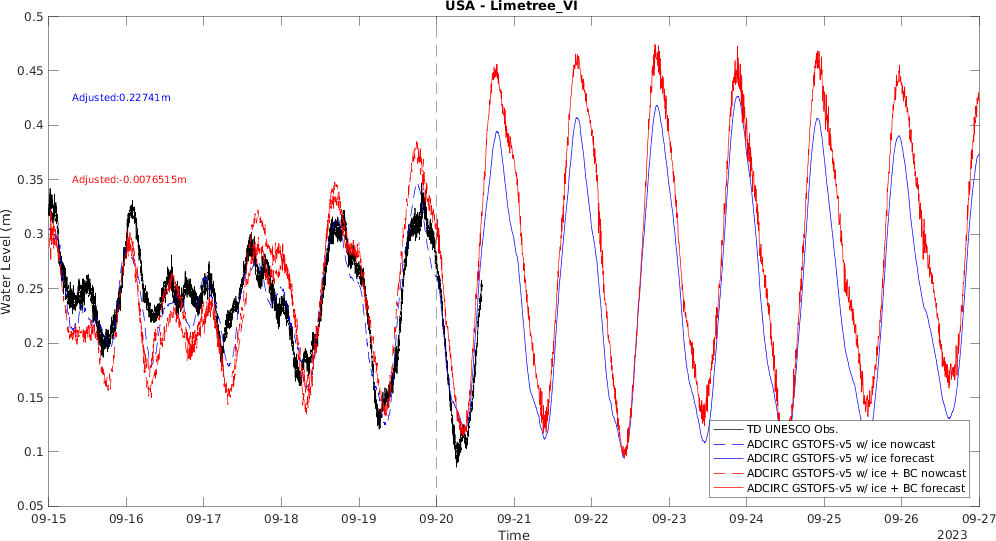 USA - Limetree_VI
0.5
0.45
0.4
0.35
0.3
0.25
0.2
0.15
0.1
0.05
Water Level (m)
Adjusted:0.22741m
Adjusted:-0.0076515m
TD UNESCO Obs.
ADCIRC GSTOFS-v5 w/ ice nowcast
ADCIRC GSTOFS-v5 w/ ice forecast
ADCIRC GSTOFS-v5 w/ ice + BC nowcast
ADCIRC GSTOFS-v5 w/ ice + BC forecast
09-15 09-16 09-17 09-18 09-19 09-20 09-21 09-22 09-23 09-24 09-25 09-26 09-27
Time
2023